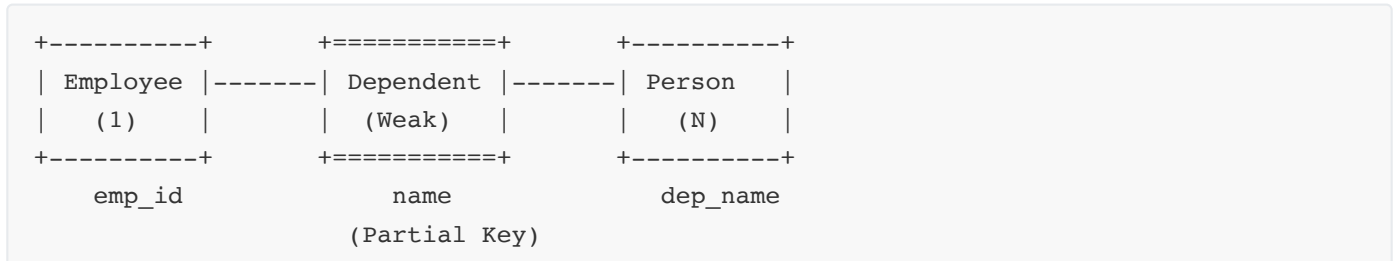 +----------+       +===========+       +----------+
| Employee |-------| Dependent |-------| Person   |
|   (1)    |       |  (Weak)   |       |   (N)    |
+----------+       +===========+       +----------+
    emp_id             name               dep_name
                    (Partial Key)